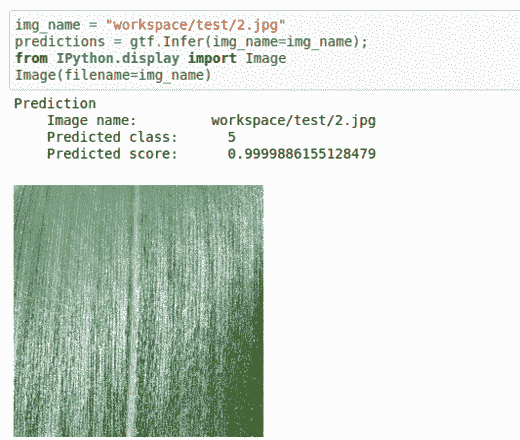 img_name = "workspace/test/2.jpg"
predictions = gtf.Infer(img_name=img_name);
from IPython.display import Image
Image(filename=img_name)
Prediction
Image name: workspace/test/2.jpg
Predicted class: 5
Predicted score: 0.9999886155128479